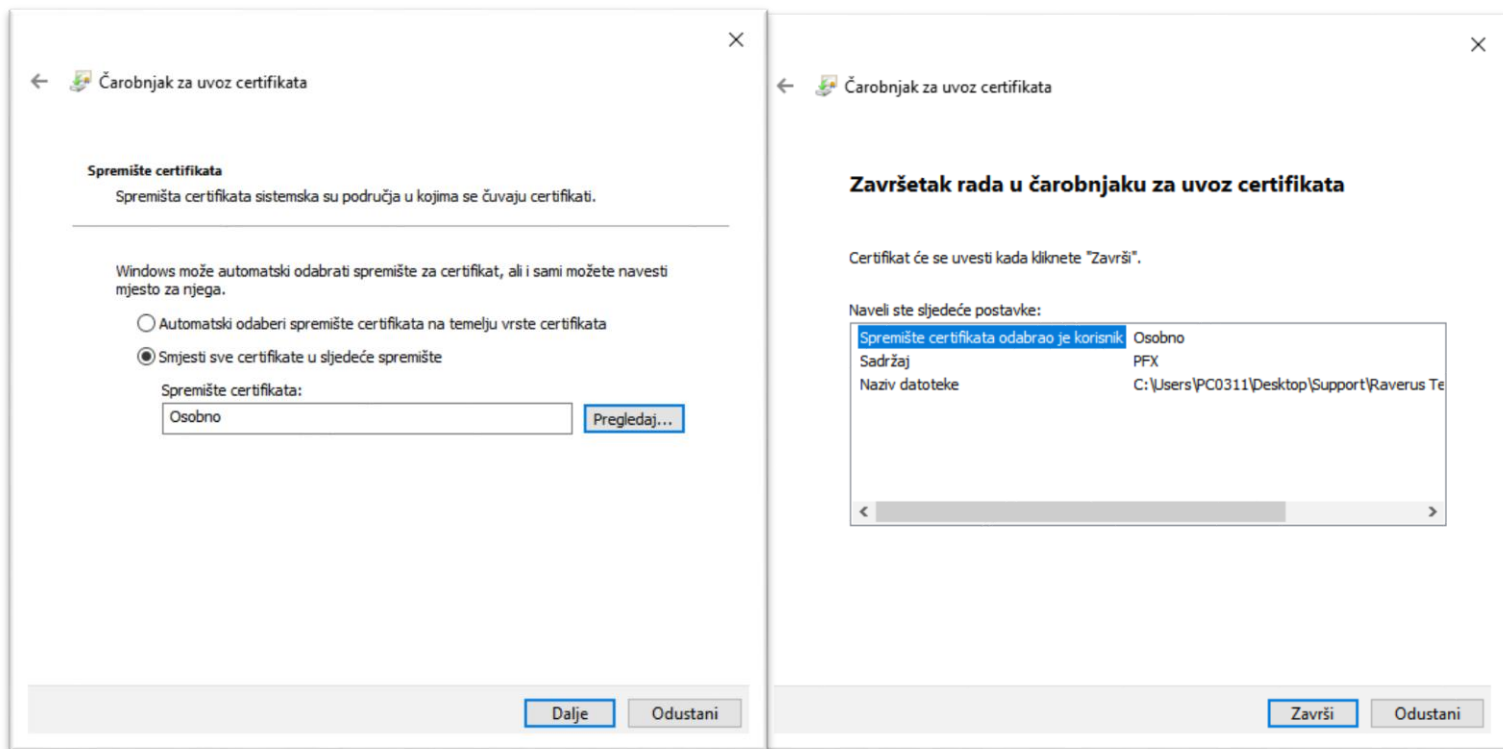 Čarobnjak za uvoz certifikata
Spremište certifikata
Spremišta certifikata sistemska su područja u kojima se čuvaju certifikati.
Windows može automatski odabrati spremište za certifikat, ali i sami možete navesti
mjesto za njega.
Automatski odaberi spremište certifikata na temelju vrste certifikata
Smjesti sve certifikate u sljedeće spremište
Spremište certifikata:
Osobno
Pregledaj...
Dalje
Odustani
Čarobnjak za uvoz certifikata
Završetak rada u čarobnjaku za uvoz certifikata
Certifikat će se uvesti kada kliknete "Završi".
Naveli ste sljedeće postavke:
Spremište certifikata odabrao je korisnik Osobno
Sadržaj PFX
Naziv datoteke C:\Users\PC0311\Desktop\Support\Raverus Te
Završi
Odustani